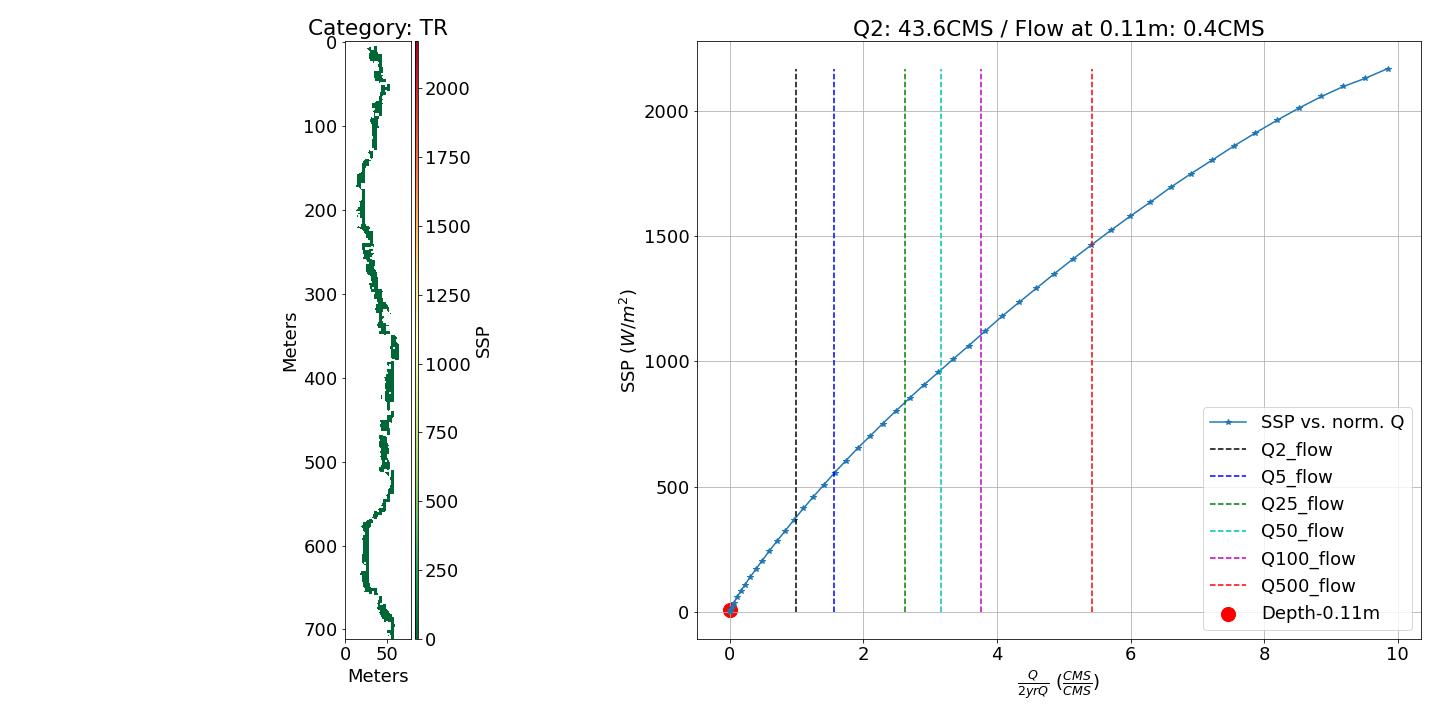 Category: TR
0
100
200
300
400
500
600
700
Meters
0 50
Meters
2000
1750
1500
1250
1000
750
500
250
0
SSP
Q2: 43.6CMS / Flow at 0.11m: 0.4CMS
2000
1500
1000
500
0
SSP (W/m²)
0 2 4 6 8 10
Q/2yrQ (CMS/CMS)
SSP vs. norm. Q
Q2_flow
Q5_flow
Q25_flow
Q50_flow
Q100_flow
Q500_flow
Depth-0.11m